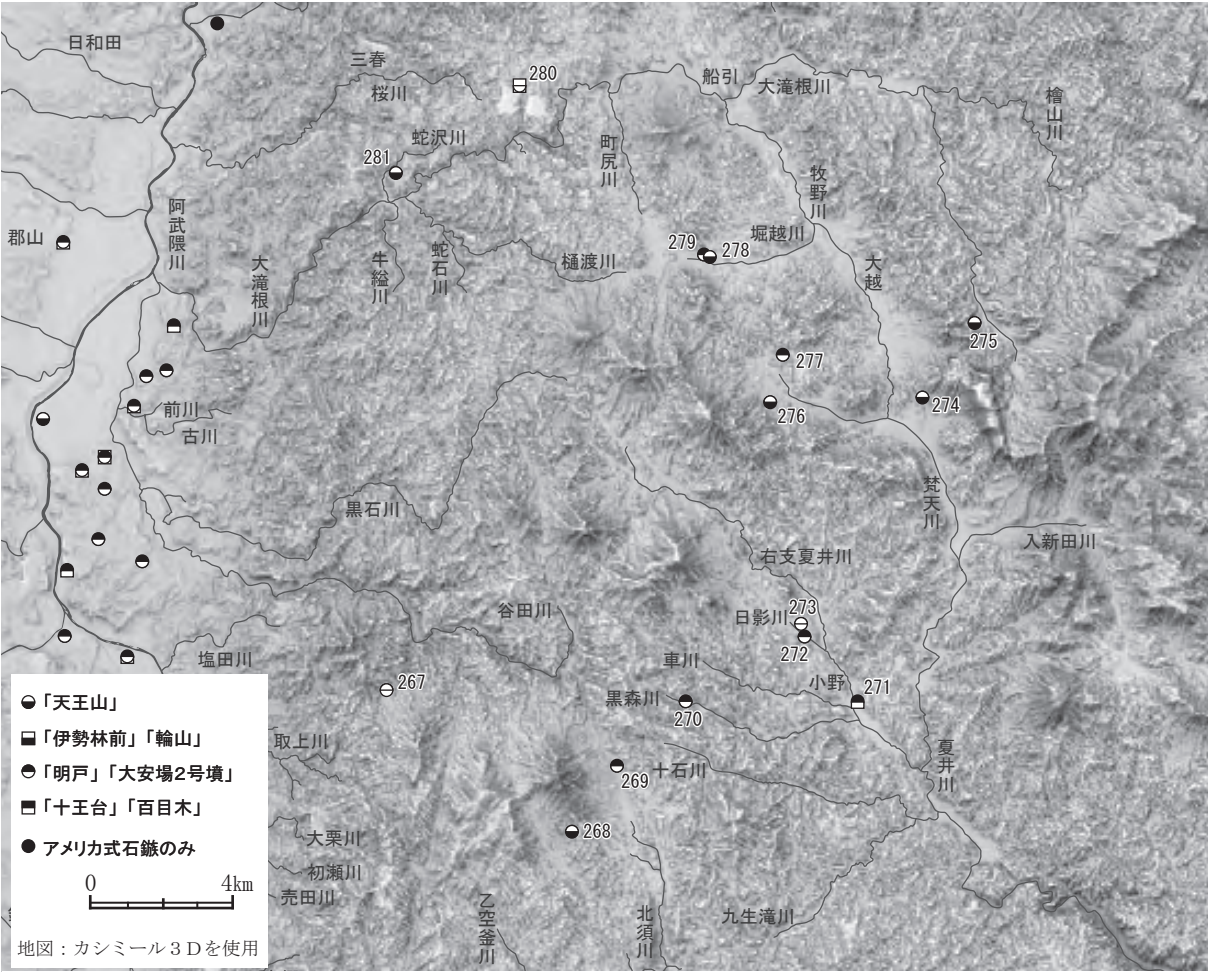 日和田
三春
桜川
280
船引
大滝根川
檜山川
蛇沢川
281
町尻川
牧野川
阿武隈川
郡山
大滝根川
牛縊川
蛇石川
樋渡川
279
278
堀越川
大越
275
277
276
274
前川
古川
黒石川
梵天川
入新田川
右支夏井川
谷田川
日影川
273
272
塩田川
267
車川
小野
271
黒森川
270
取上川
269
十石川
夏井川
268
大栗川
初瀬川
売田川
乙空釜川
北須川
九生滝川
「天王山」
「伊勢林前」「輪山」
「明戸」「大安場2号墳」
「十王台」「百目木」
アメリカ式石鏃のみ
0 4km
地図：カシミール3Dを使用